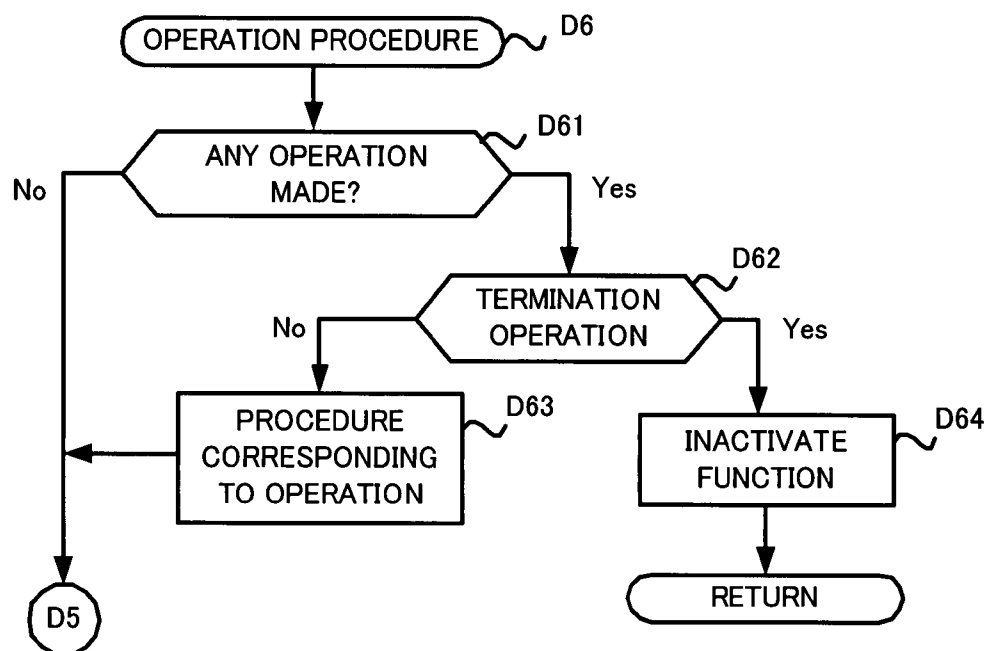 OPERATION PROCEDURE
D6
D61
ANY OPERATION
MADE?
No
Yes
D62
TERMINATION
OPERATION
No
Yes
D63
PROCEDURE
CORRESPONDING
TO OPERATION
D64
INACTIVATE
FUNCTION
D5
RETURN